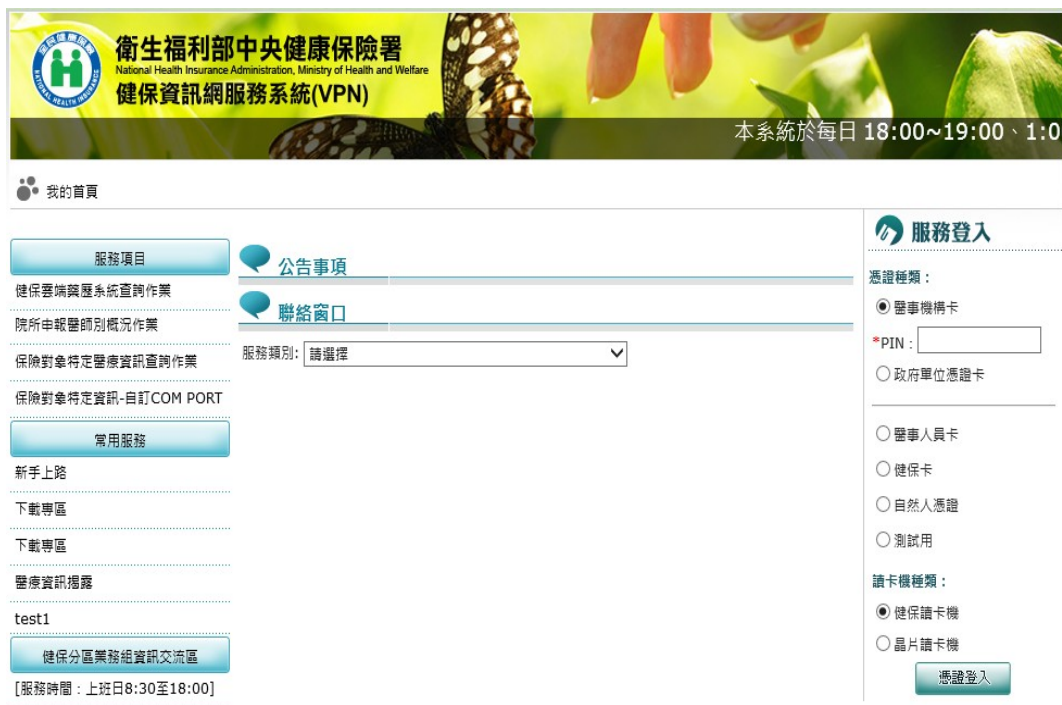 衛生福利部中央健康保險署
National Health Insurance Administration, Ministry of Health and Welfare
健保資訊網服務系統(VPN)
全民健康保險
NATIONAL HEALTH INSURANCE
本系統於每日 18:00~19:00、1:0
我的首頁
服務項目
健保雲端藥歷系統查詢作業
院所申報醫師別概況作業
保險對象特定醫療資訊查詢作業
保險對象特定資訊-自訂COM PORT
常用服務
新手上路
下載專區
下載專區
醫療資訊揭露
test1
健保分區業務組資訊交流區
[服務時間：上班日8:30至18:00]
公告事項
聯絡窗口
服務類別: 請選擇
服務登入
憑證種類：
醫事機構卡
*PIN：
政府單位憑證卡
醫事人員卡
健保卡
自然人憑證
測試用
讀卡機種類：
健保讀卡機
晶片讀卡機
憑證登入